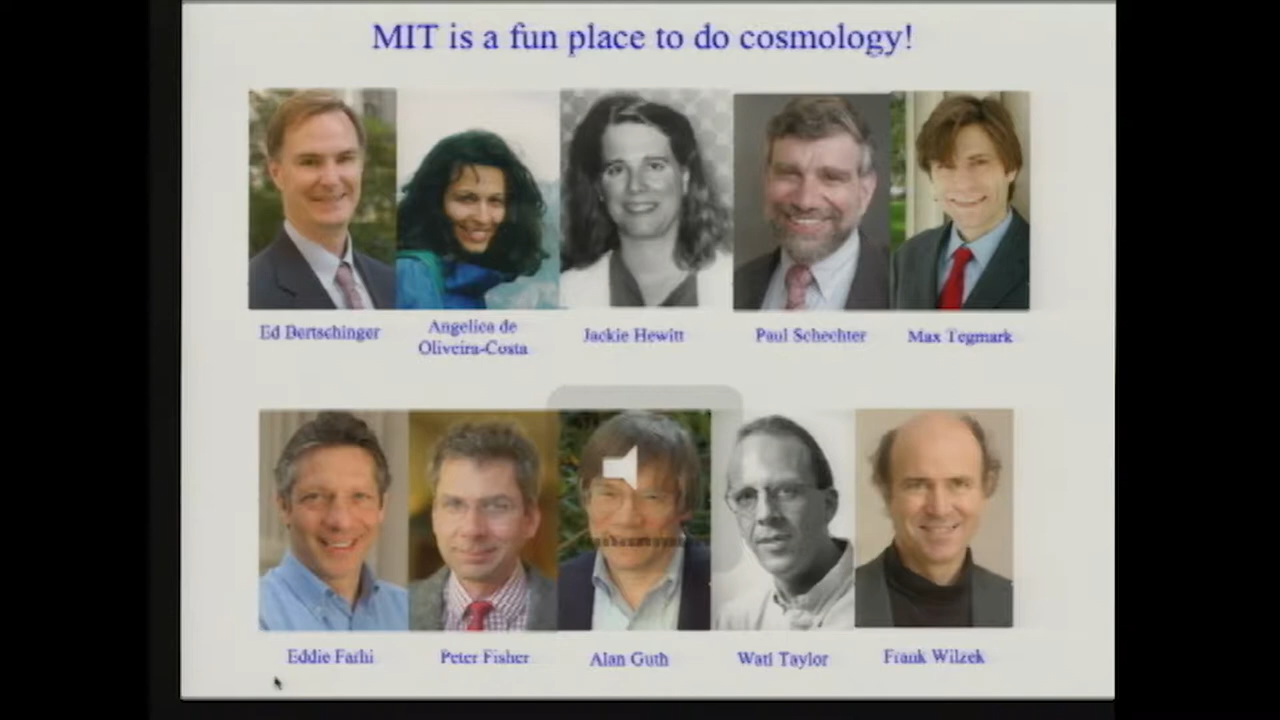 MIT is a fun place to do cosmology!
Ed Bertschinger
Angelica de
Oliveira-Costa
Jackie Hewitt
Paul Schechter
Max Tegmark
Eddie Farhi
Peter Fisher
Alan Guth
Wati Taylor
Frank Wilzek